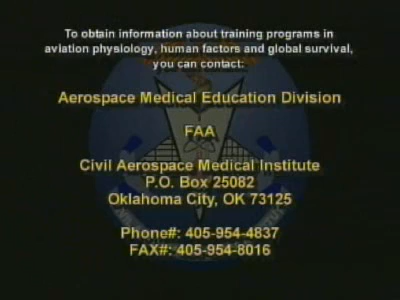 To obtain information about training programs in
aviation physiology, human factors and global survival,
you can contact:
Aerospace Medical Education Division
FAA
Civil Aerospace Medical Institute
P.O. Box 25082
Oklahoma City, OK 73125
Phone#: 405-954-4837
FAX#: 405-954-8016